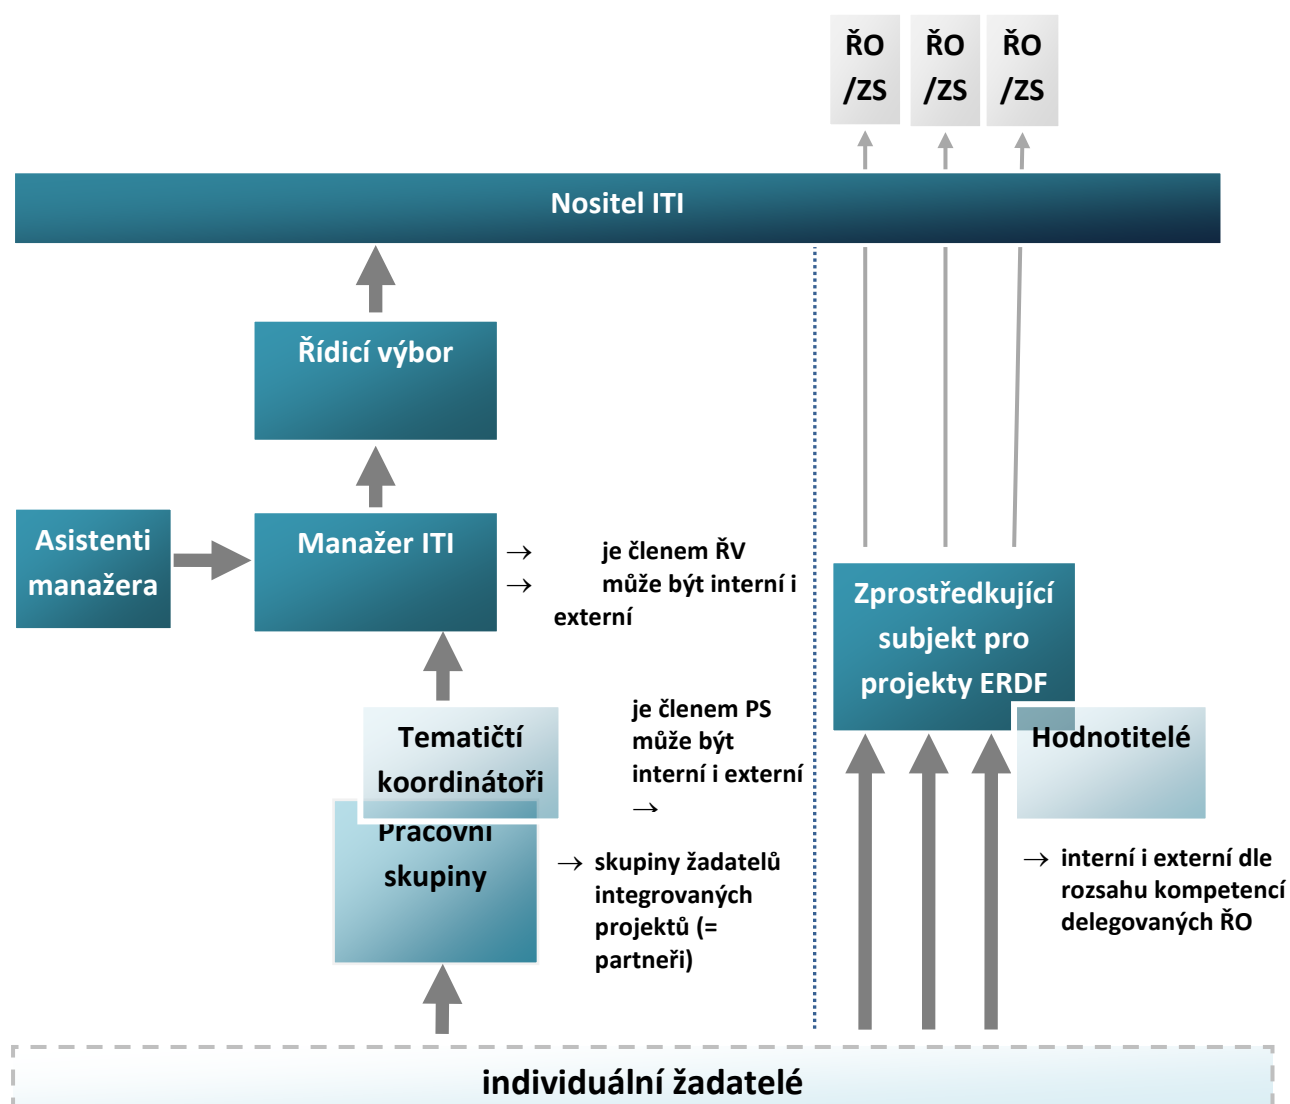 ŘO
/ZS
ŘO
/ZS
ŘO
/ZS
Nositel ITI
Řídicí výbor
Asistenti
manažera
Manažer ITI
→ je členem ŘV
→ může být interní i
externí
Zprostředkující
subjekt pro
projekty ERDF
Tematičtí
koordinátoři
je členem PS
může být
interní i externí
→
Hodnotitelé
Pracovní
skupiny
→ skupiny žadatelů
integrovaných
projektů (=
partneři)
→ interní i externí dle
rozsahu kompetencí
delegovaných ŘO
individuální žadatelé